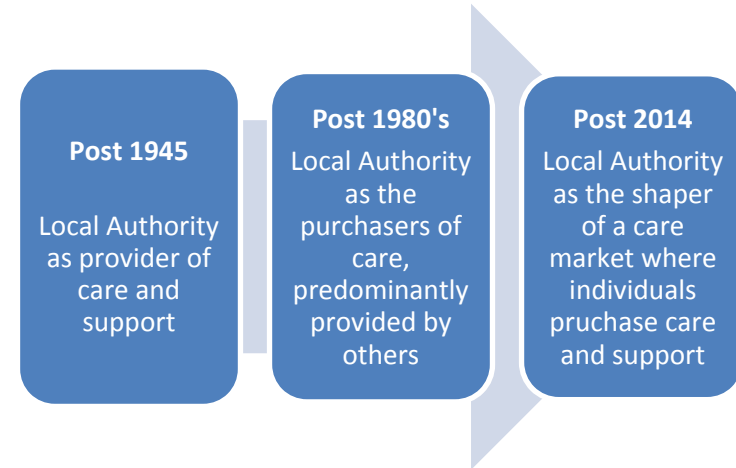 Post 1945
Local Authority
as provider of
care and
support
Post 1980's
Local Authority
as the
purchasers of
care,
predominantly
provided by
others
Post 2014
Local Authority
as the shaper
of a care
market where
individuals
pruchase care
and support